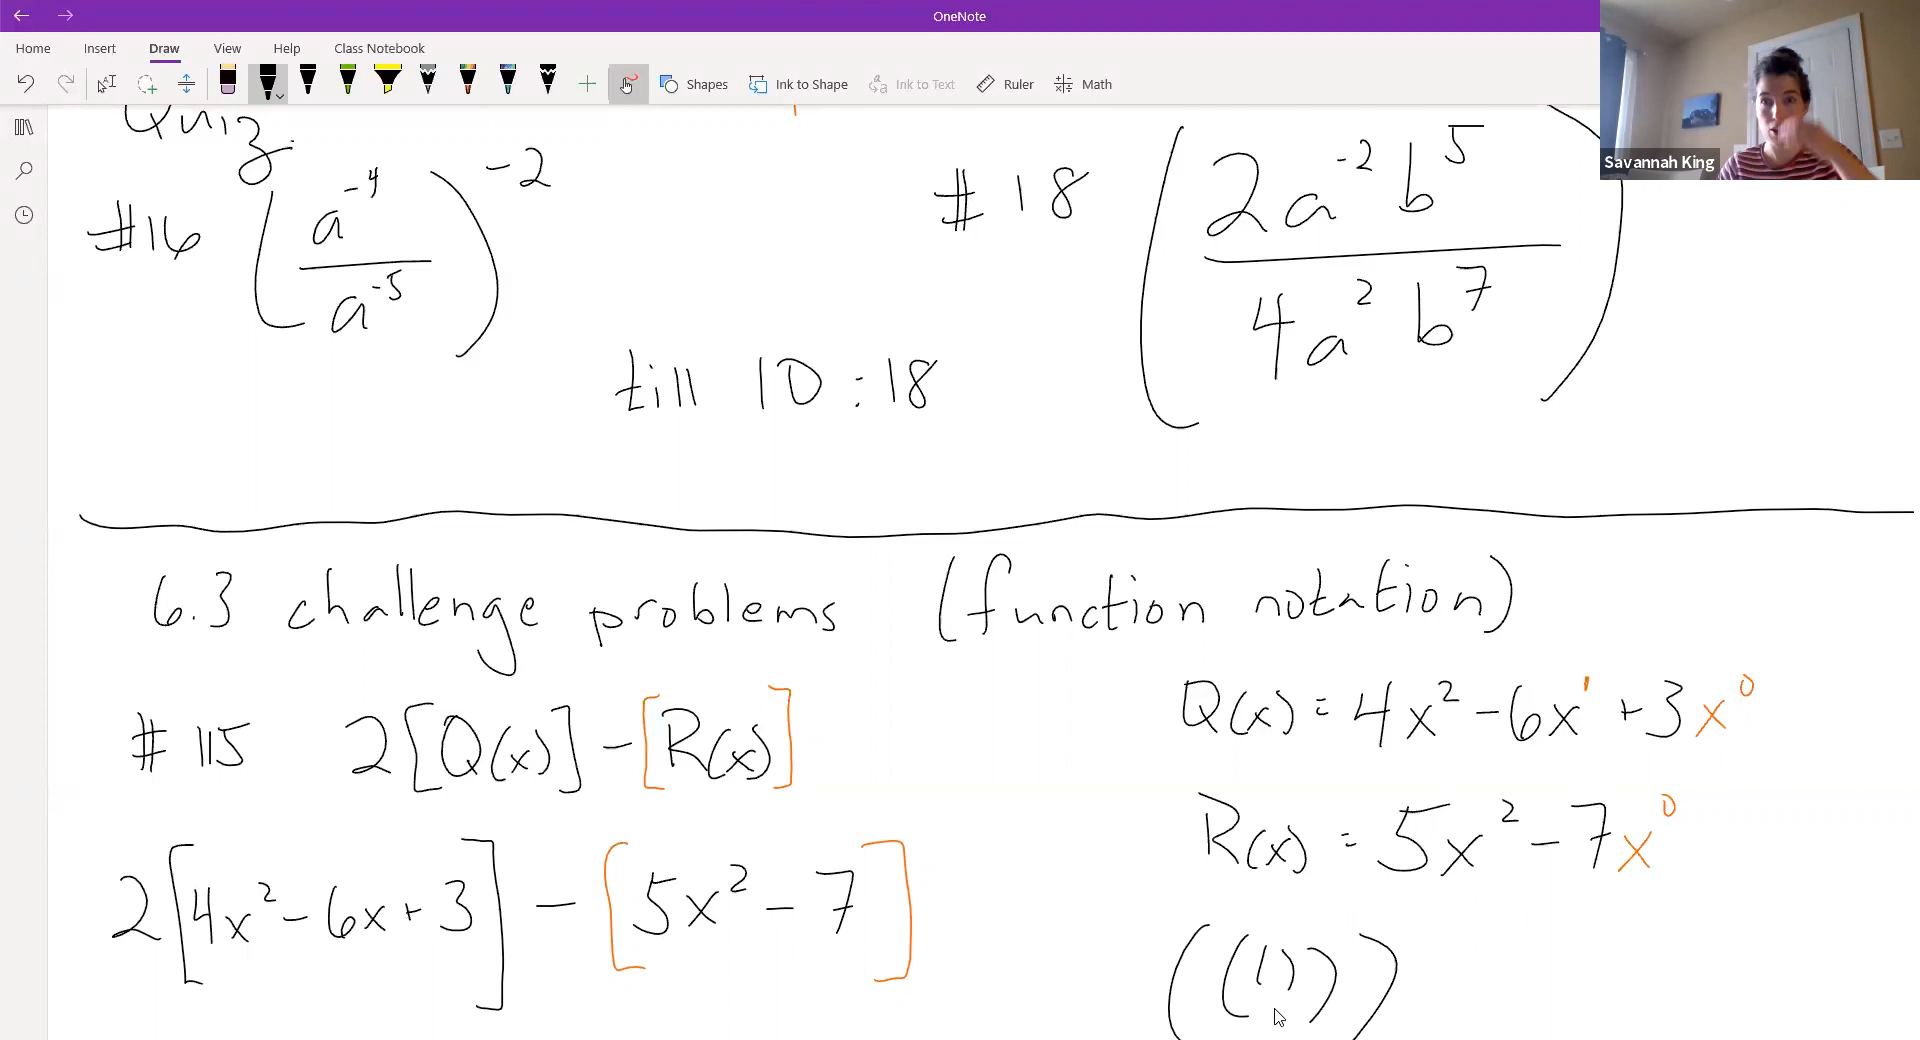 OneNote
Home Insert Draw View Help Class Notebook
Shapes Ink to Shape Ink to Text Ruler Math
Savannah King
Quiz
#16 (a^-4 / a^-5)^-2
#18 (2a^-2 b^5 / 4a^2 b^7)
till 10:18
6.3 challenge problems (function notation)
#115 2[Q(x)] - [R(x)]
Q(x) = 4x^2 - 6x^1 + 3x^0
R(x) = 5x^2 - 7x^0
2[4x^2 - 6x + 3] - [5x^2 - 7]